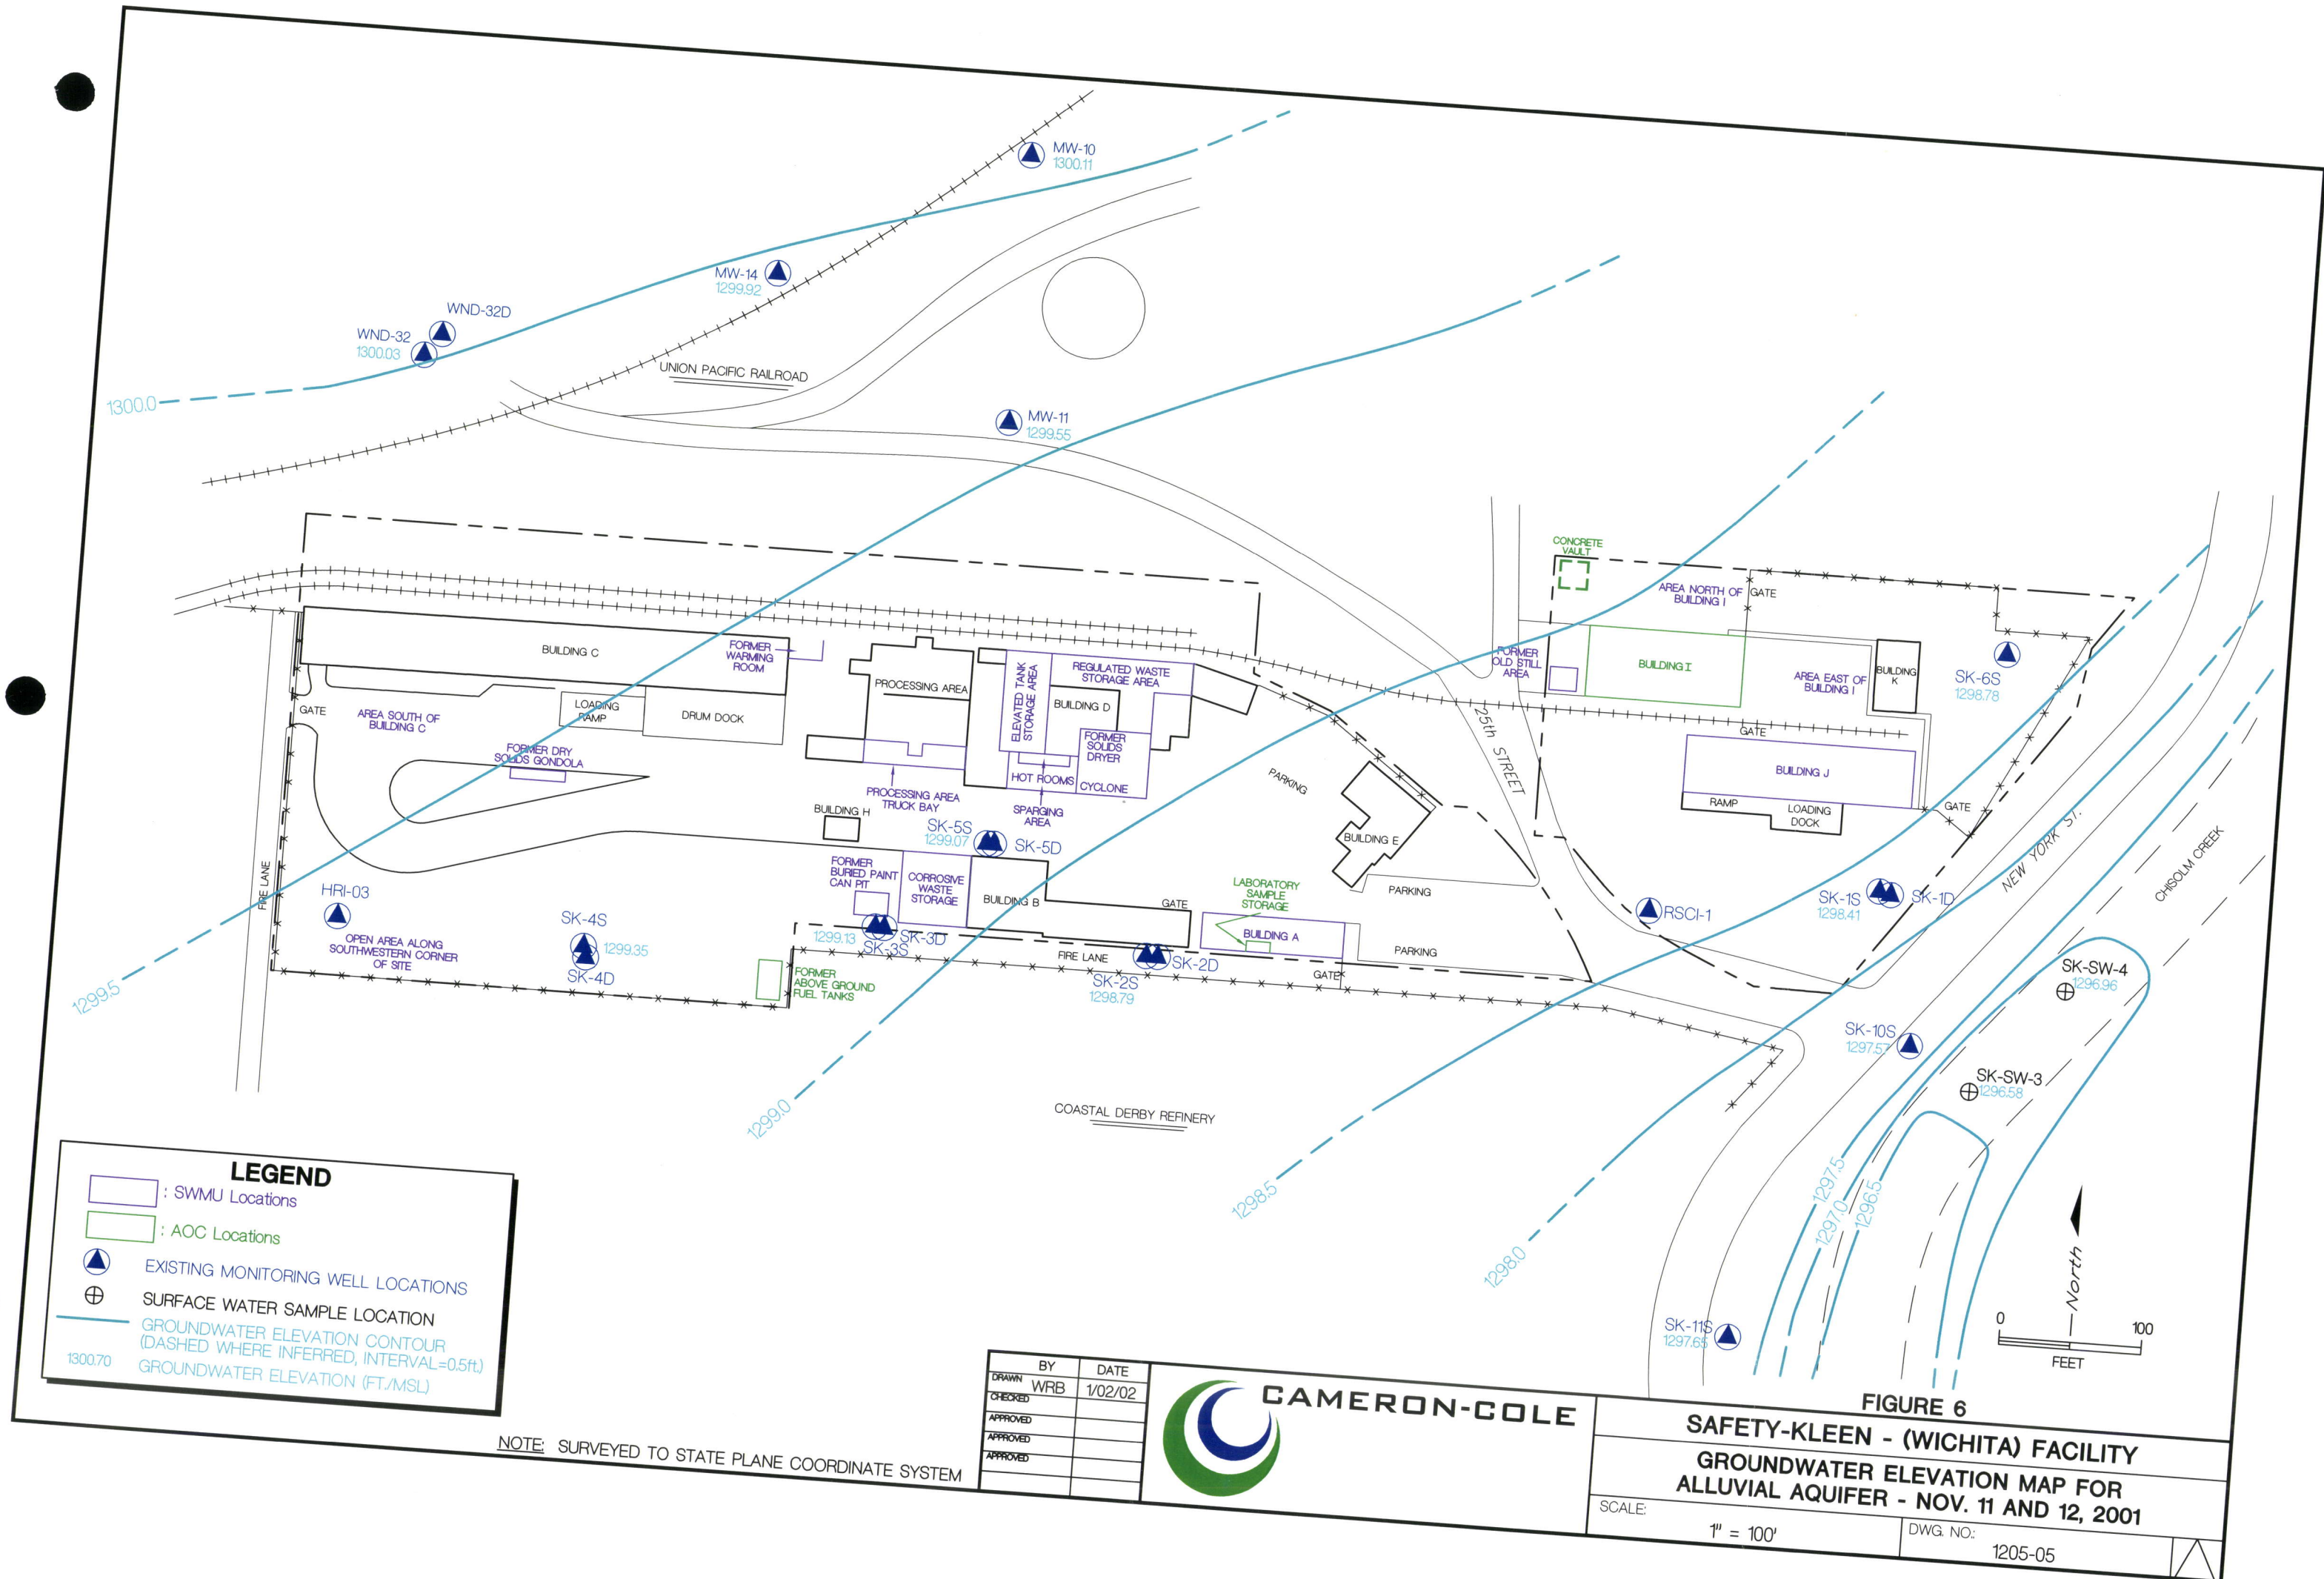 MW-10
1300.11
MW-14
1299.92
WND-32D
WND-32
1300.03
1300.0
UNION PACIFIC RAILROAD
MW-11
1299.55
CONCRETE
VAULT
AREA NORTH OF
BUILDING I
GATE
BUILDING C
FORMER
WARMING
ROOM
PROCESSING AREA
ELEVATED TANK
STORAGE AREA
REGULATED WASTE
STORAGE AREA
BUILDING D
FORMER
SOLIDS
DRYER
HOT ROOMS
CYCLONE
FORMER
OLD STILL
AREA
BUILDING I
AREA EAST OF
BUILDING I
BUILDING
K
SK-6S
1298.78
GATE
AREA SOUTH OF
BUILDING C
LOADING
RAMP
DRUM DOCK
FORMER DRY
SOLIDS GONDOLA
25th STREET
GATE
BUILDING J
RAMP
LOADING
DOCK
GATE
PROCESSING AREA
TRUCK BAY
SPARGING
AREA
PARKING
BUILDING H
SK-5S
1299.07
SK-5D
BUILDING E
NEW YORK ST.
CHISOLM CREEK
FIRE LANE
HRI-03
OPEN AREA ALONG
SOUTHWESTERN CORNER
OF SITE
SK-4S
1299.35
SK-4D
FORMER
BURIED PAINT
CAN PIT
CORROSIVE
WASTE
STORAGE
BUILDING B
GATE
LABORATORY
SAMPLE
STORAGE
BUILDING A
PARKING
PARKING
RSCI-1
SK-1S
1298.41
SK-1D
1299.13
SK-3D
SK-3S
FORMER
ABOVE GROUND
FUEL TANKS
FIRE LANE
SK-2D
SK-2S
1298.79
GATE
SK-SW-4
1296.96
SK-10S
1297.57
SK-SW-3
1296.58
1299.5
1299.0
COASTAL DERBY REFINERY
1298.5
1298.0
1297.5
1297.0
1296.5
SK-11S
1297.65
North
0
100
FEET
LEGEND
: SWMU Locations
: AOC Locations
EXISTING MONITORING WELL LOCATIONS
SURFACE WATER SAMPLE LOCATION
GROUNDWATER ELEVATION CONTOUR
(DASHED WHERE INFERRED, INTERVAL=0.5ft.)
1300.70
GROUNDWATER ELEVATION (FT./MSL)
NOTE: SURVEYED TO STATE PLANE COORDINATE SYSTEM
BY
DATE
DRAWN
WRB
1/02/02
CHECKED
APPROVED
APPROVED
APPROVED
CAMERON-COLE
FIGURE 6
SAFETY-KLEEN - (WICHITA) FACILITY
GROUNDWATER ELEVATION MAP FOR
ALLUVIAL AQUIFER - NOV. 11 AND 12, 2001
SCALE:
1" = 100'
DWG. NO.:
1205-05